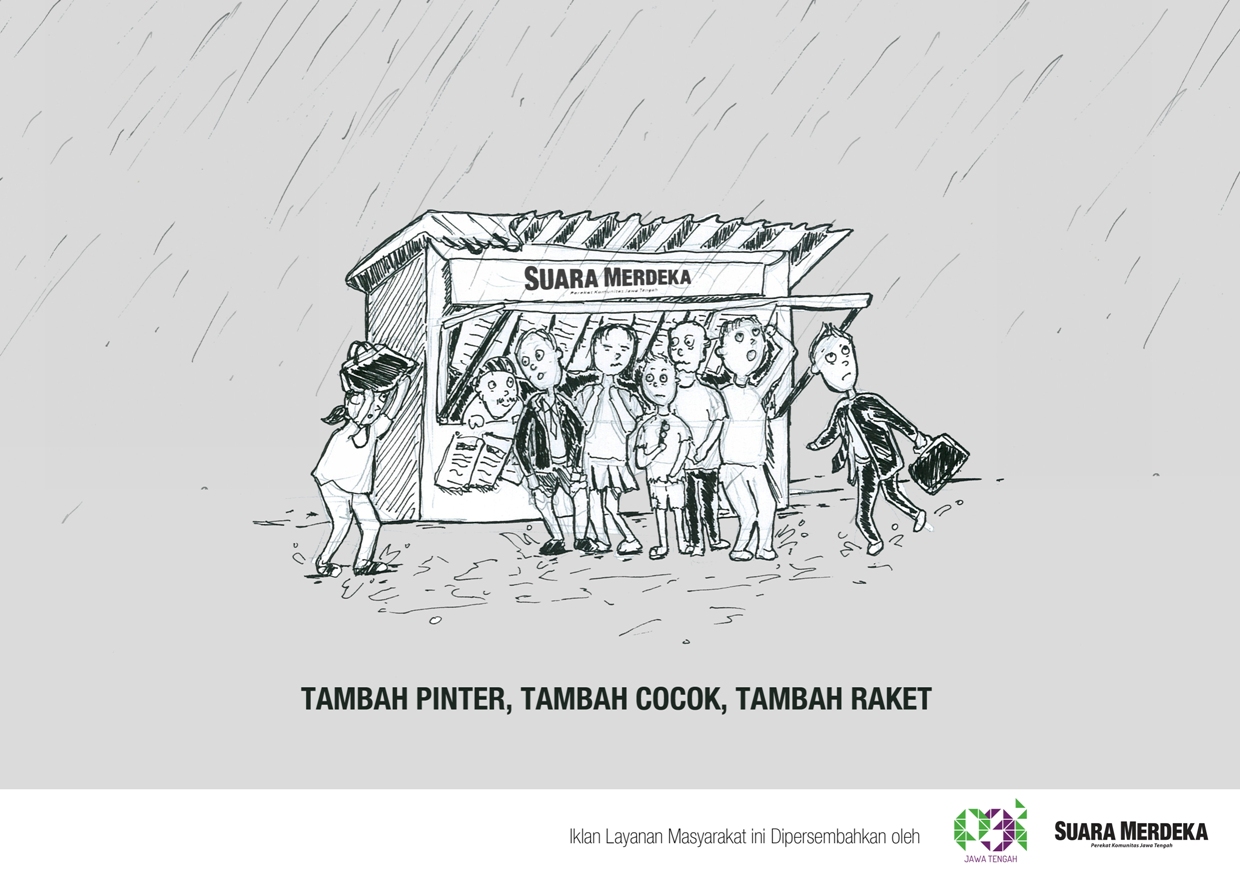 SUARA MERDEKA
Perekat Komunitas Jawa Tengah
TAMBAH PINTER, TAMBAH COCOK, TAMBAH RAKET
Iklan Layanan Masyarakat ini Dipersembahkan oleh
JAWA TENGAH
SUARA MERDEKA
Perekat Komunitas Jawa Tengah